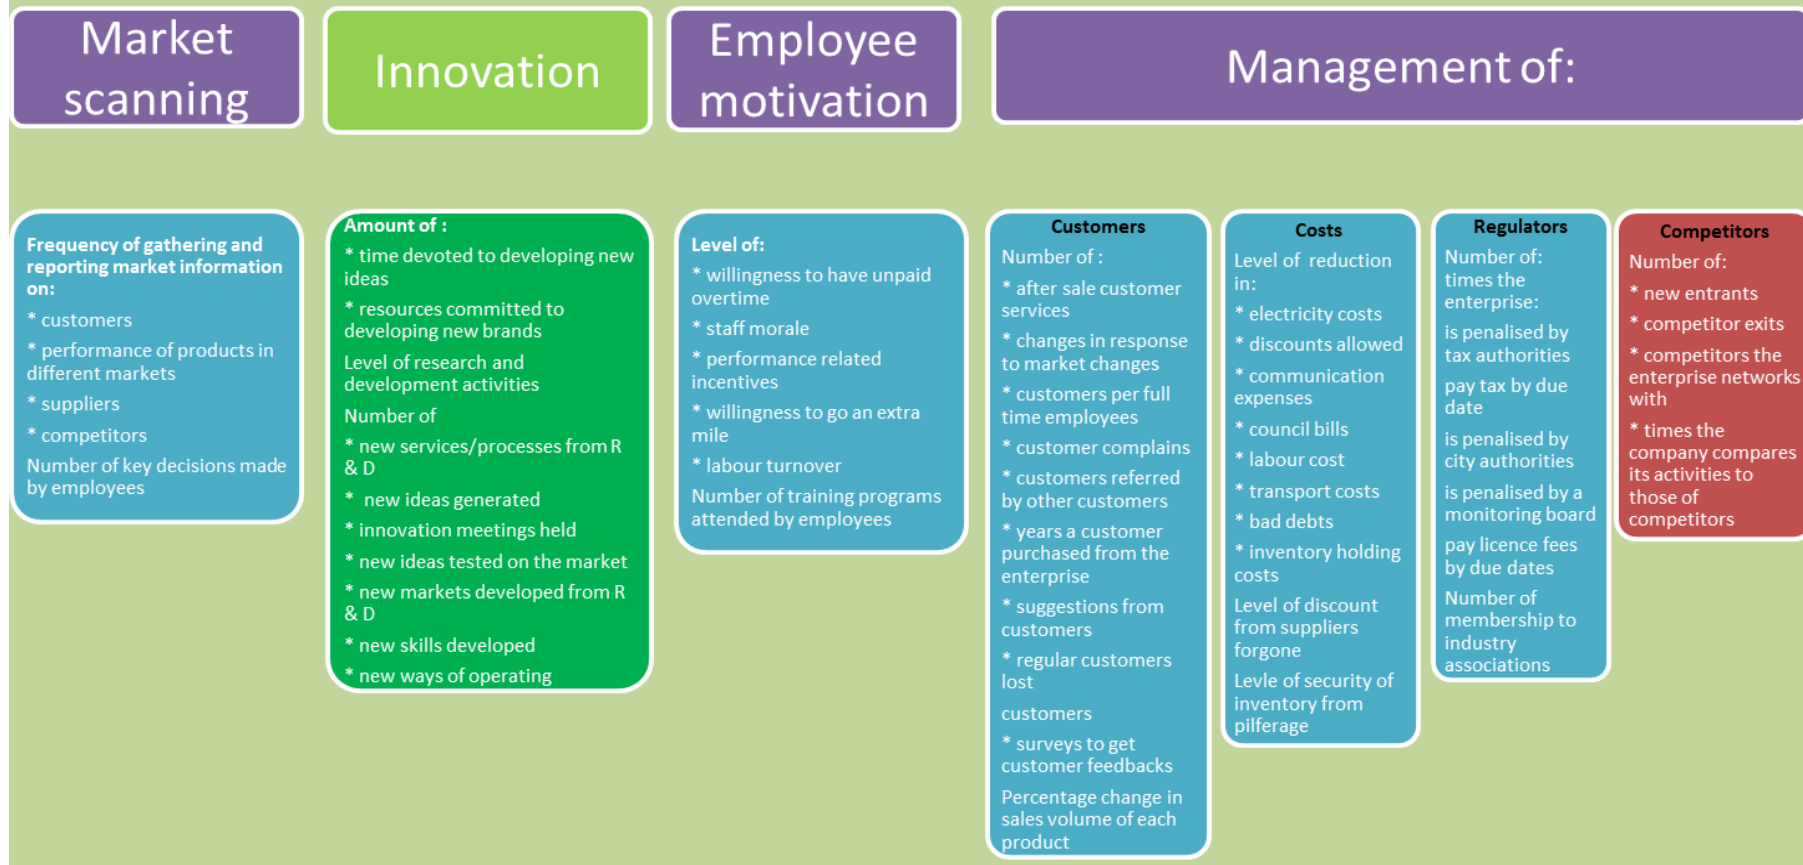 Market
scanning
Innovation
Employee
motivation
Management of:
Frequency of gathering and
reporting market information
on:
* customers
* performance of products in
different markets
* suppliers
* competitors
Number of key decisions made
by employees
Amount of :
* time devoted to developing new
ideas
* resources committed to
developing new brands
Level of research and
development activities
Number of
* new services/processes from R
& D
* new ideas generated
* innovation meetings held
* new ideas tested on the market
* new markets developed from R
& D
* new skills developed
* new ways of operating
Level of:
* willingness to have unpaid
overtime
* staff morale
* performance related
incentives
* willingness to go an extra
mile
* labour turnover
Number of training programs
attended by employees
Customers
Number of :
* after sale customer
services
* changes in response
to market changes
* customers per full
time employees
* customer complains
* customers referred
by other customers
* years a customer
purchased from the
enterprise
* suggestions from
customers
* regular customers
lost
customers
* surveys to get
customer feedbacks
Percentage change in
sales volume of each
product
Costs
Level of reduction
in:
* electricity costs
* discounts allowed
* communication
expenses
* council bills
* labour cost
* transport costs
* bad debts
* inventory holding
costs
Level of discount
from suppliers
forgone
Levle of security of
inventory from
pilferage
Regulators
Number of:
times the
enterprise:
is penalised by
tax authorities
pay tax by due
date
is penalised by
city authorities
is penalised by a
monitoring board
pay licence fees
by due dates
Number of
membership to
industry
associations
Competitors
Number of:
* new entrants
* competitor exits
* competitors the
enterprise networks
with
* times the
company compares
its activities to
those of
competitors